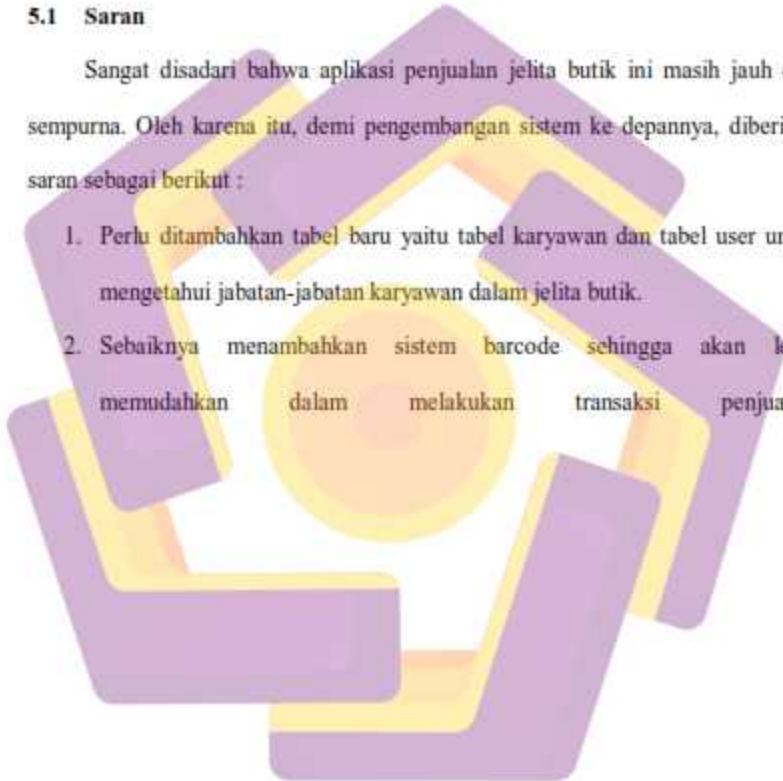 5.1 Saran
Sangat disadari bahwa aplikasi penjualan jelita butik ini masih jauh
sempurna. Oleh karena itu, demi pengembangan sistem ke depannya,
saran sebagai berikut :
1. Perlu ditambahkan tabel baru yaitu tabel karyawan dan tabel user
mengetahui jabatan-jabatan karyawan dalam jelita butik.
2. Sebaiknya menambahkan sistem barcode sehingga akan
memudahkan dalam melakukan transaksi